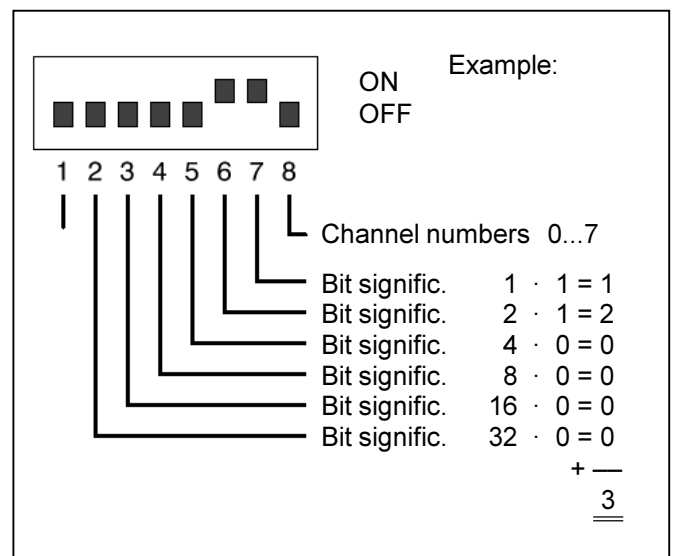 Example:
ON
OFF
1 2 3 4 5 6 7 8
Channel numbers 0...7
Bit signific. 1 · 1 = 1
Bit signific. 2 · 1 = 2
Bit signific. 4 · 0 = 0
Bit signific. 8 · 0 = 0
Bit signific. 16 · 0 = 0
Bit signific. 32 · 0 = 0
+ —
3